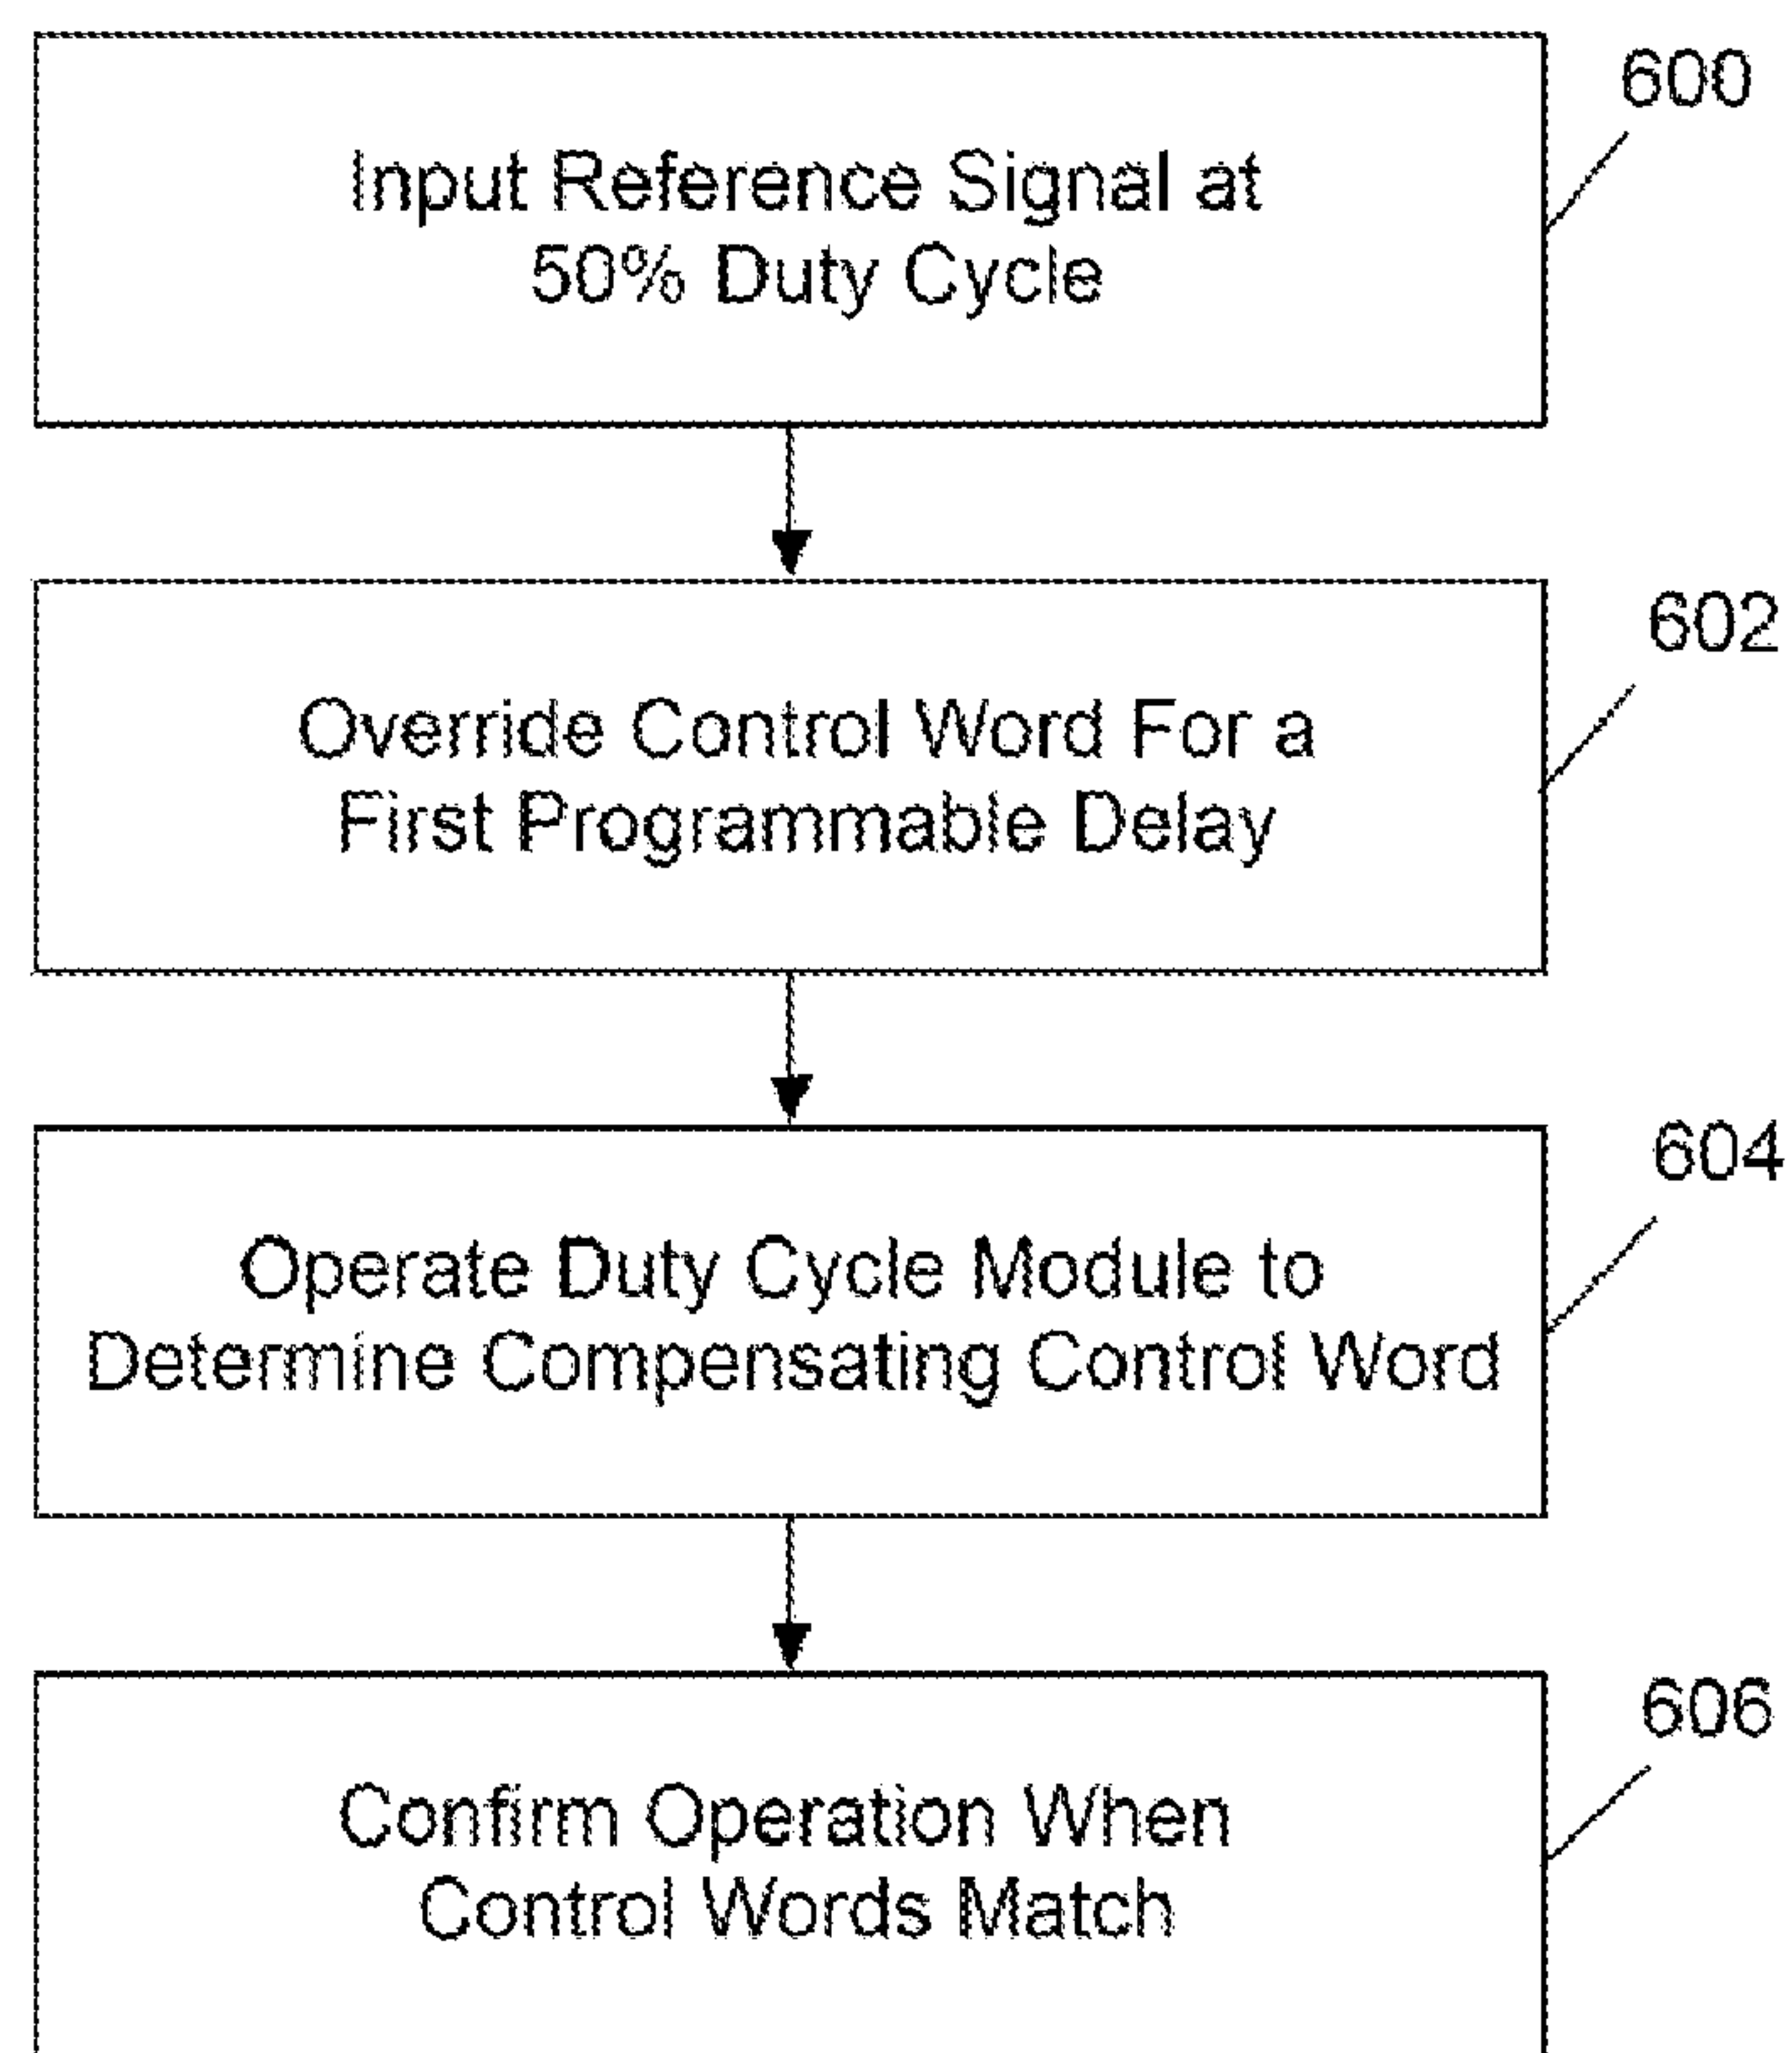 600
Input Reference Signal at
50% Duty Cycle
602
Override Control Word For a
First Programmable Delay
604
Operate Duty Cycle Module to
Determine Compensating Control Word
606
Confirm Operation When
Control Words Match